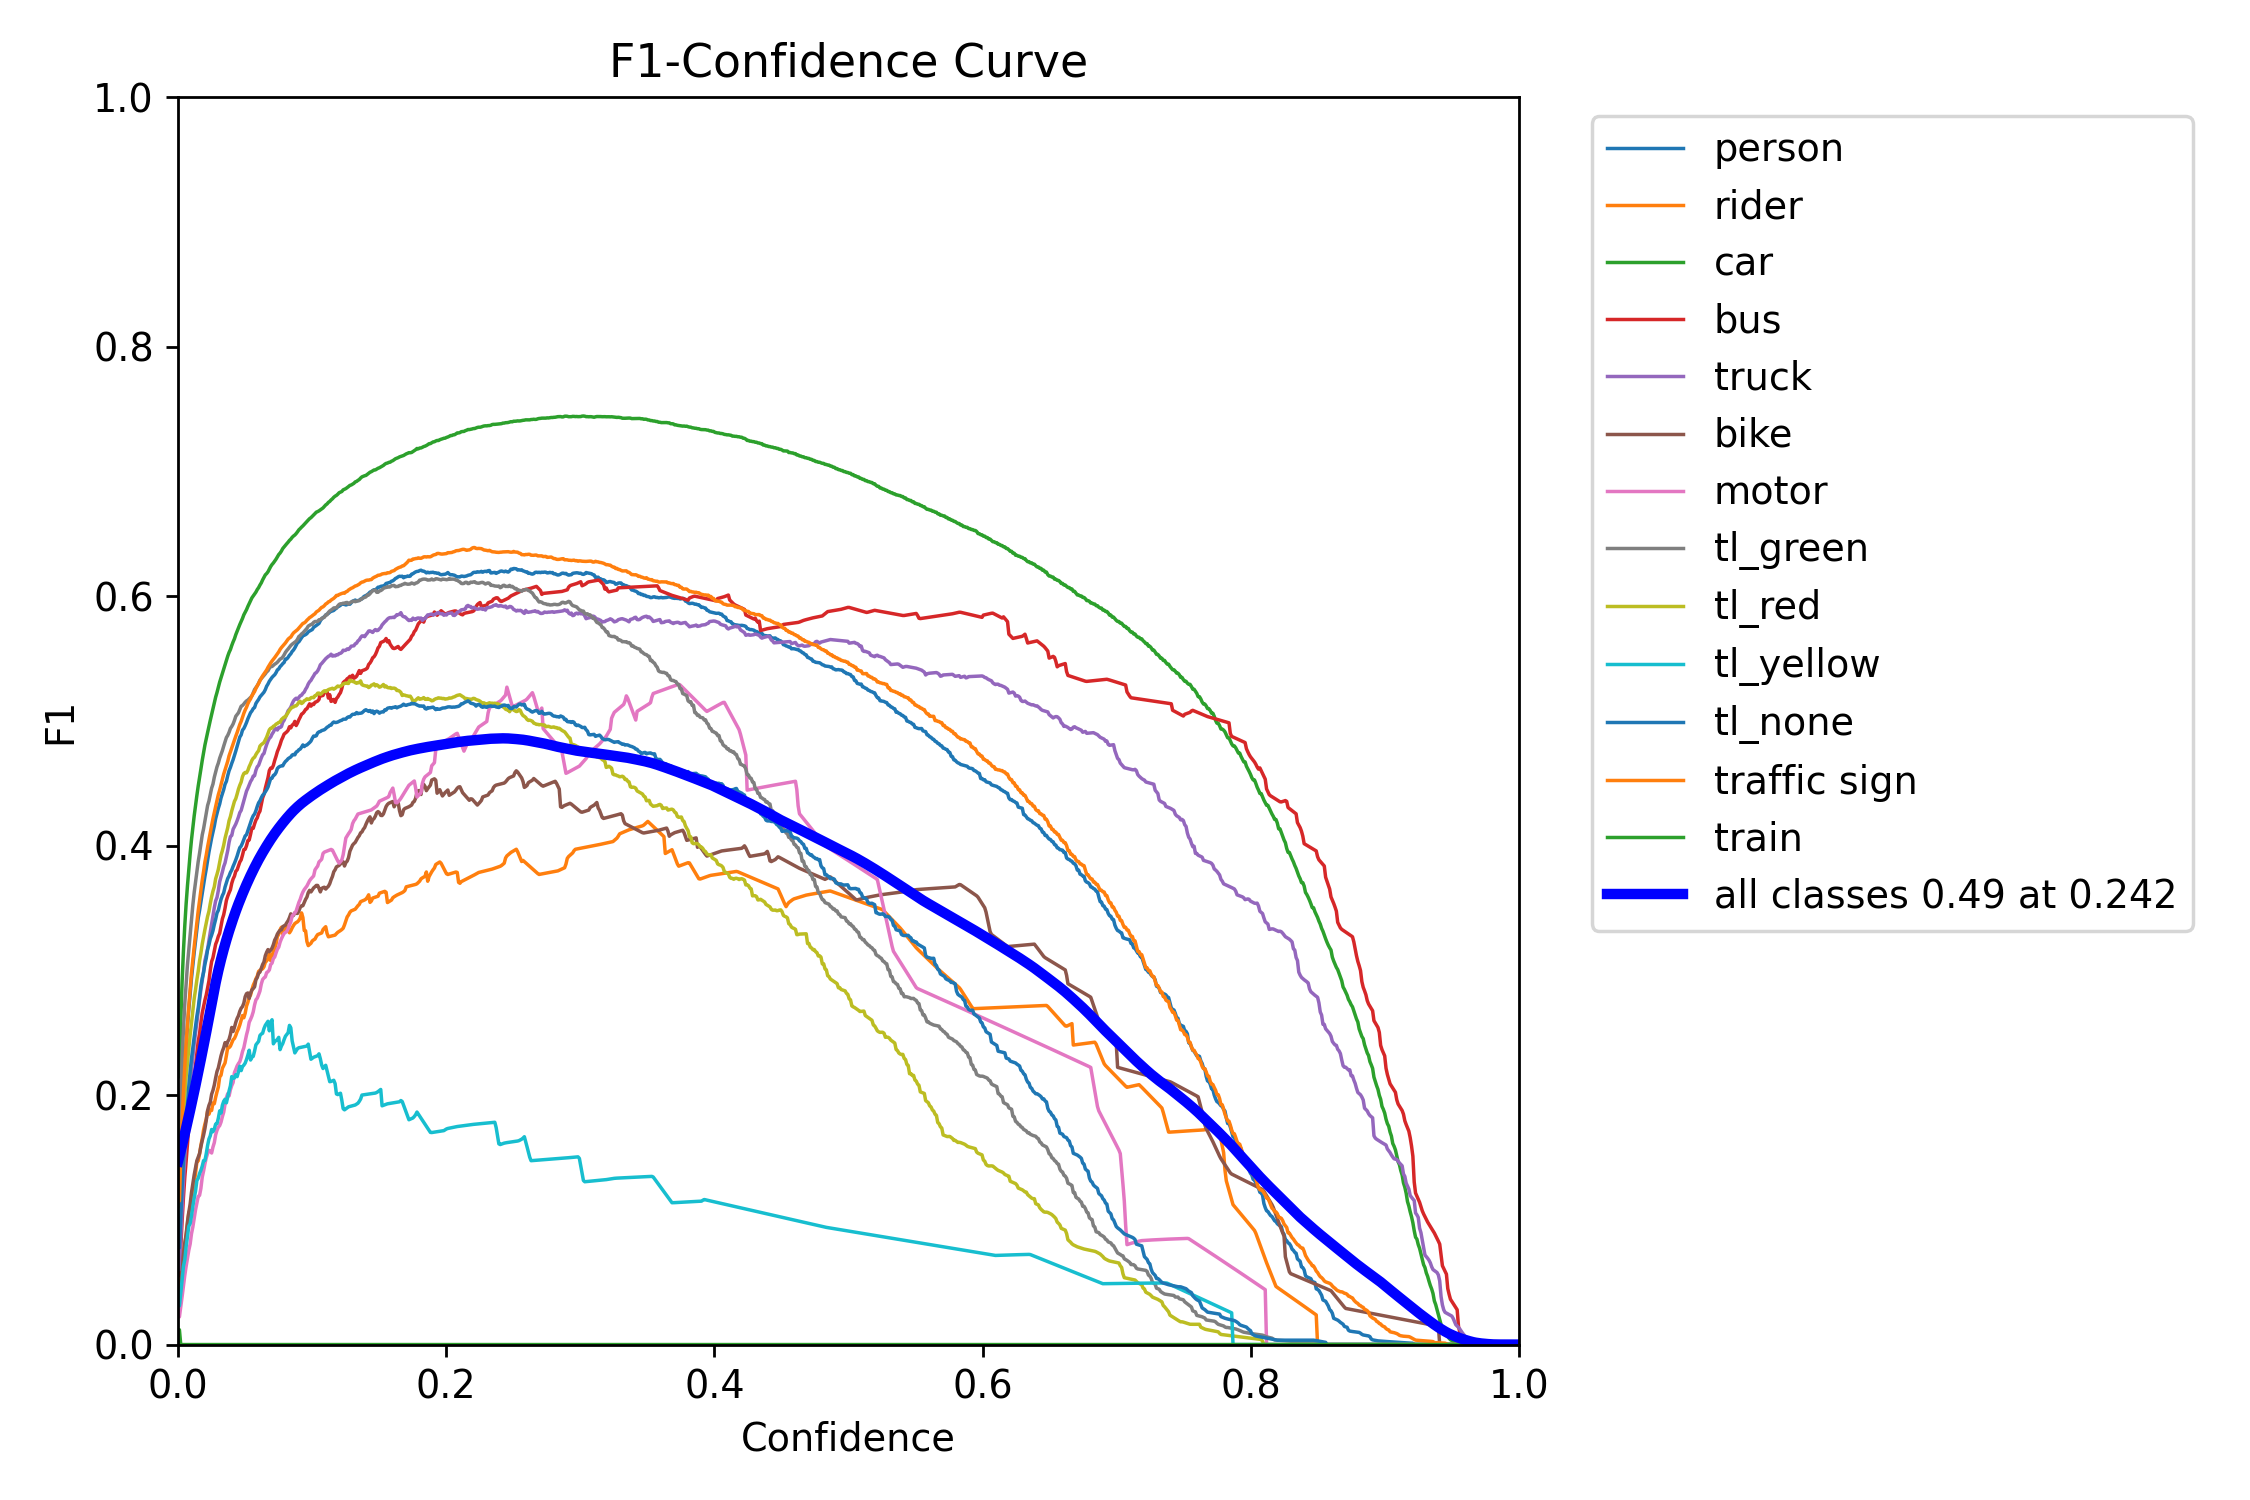 F1-Confidence Curve
1.0
0.8
0.6
0.4
0.2
0.0
F1
0.0 0.2 0.4 0.6 0.8 1.0
Confidence
person
rider
car
bus
truck
bike
motor
tl_green
tl_red
tl_yellow
tl_none
traffic sign
train
all classes 0.49 at 0.242